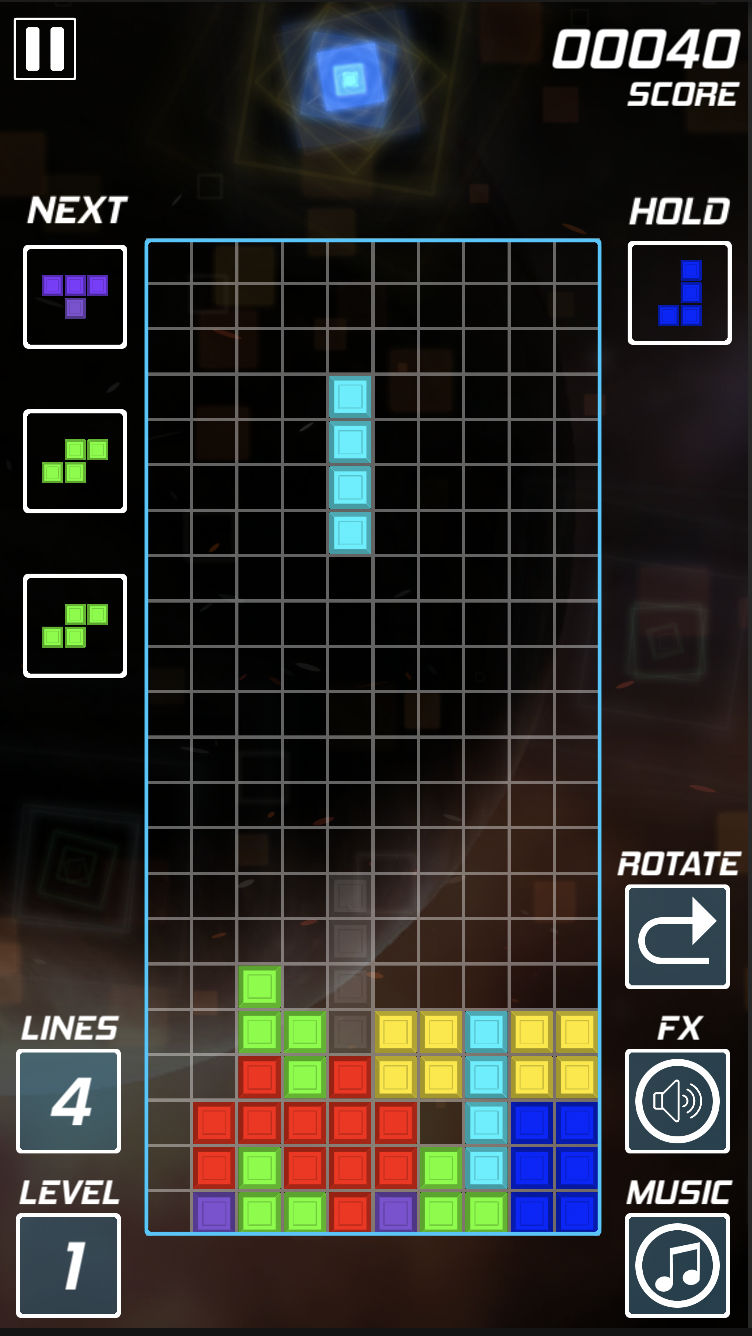 00040
SCORE
NEXT
HOLD
ROTATE
LINES
4
FX
LEVEL
1
MUSIC